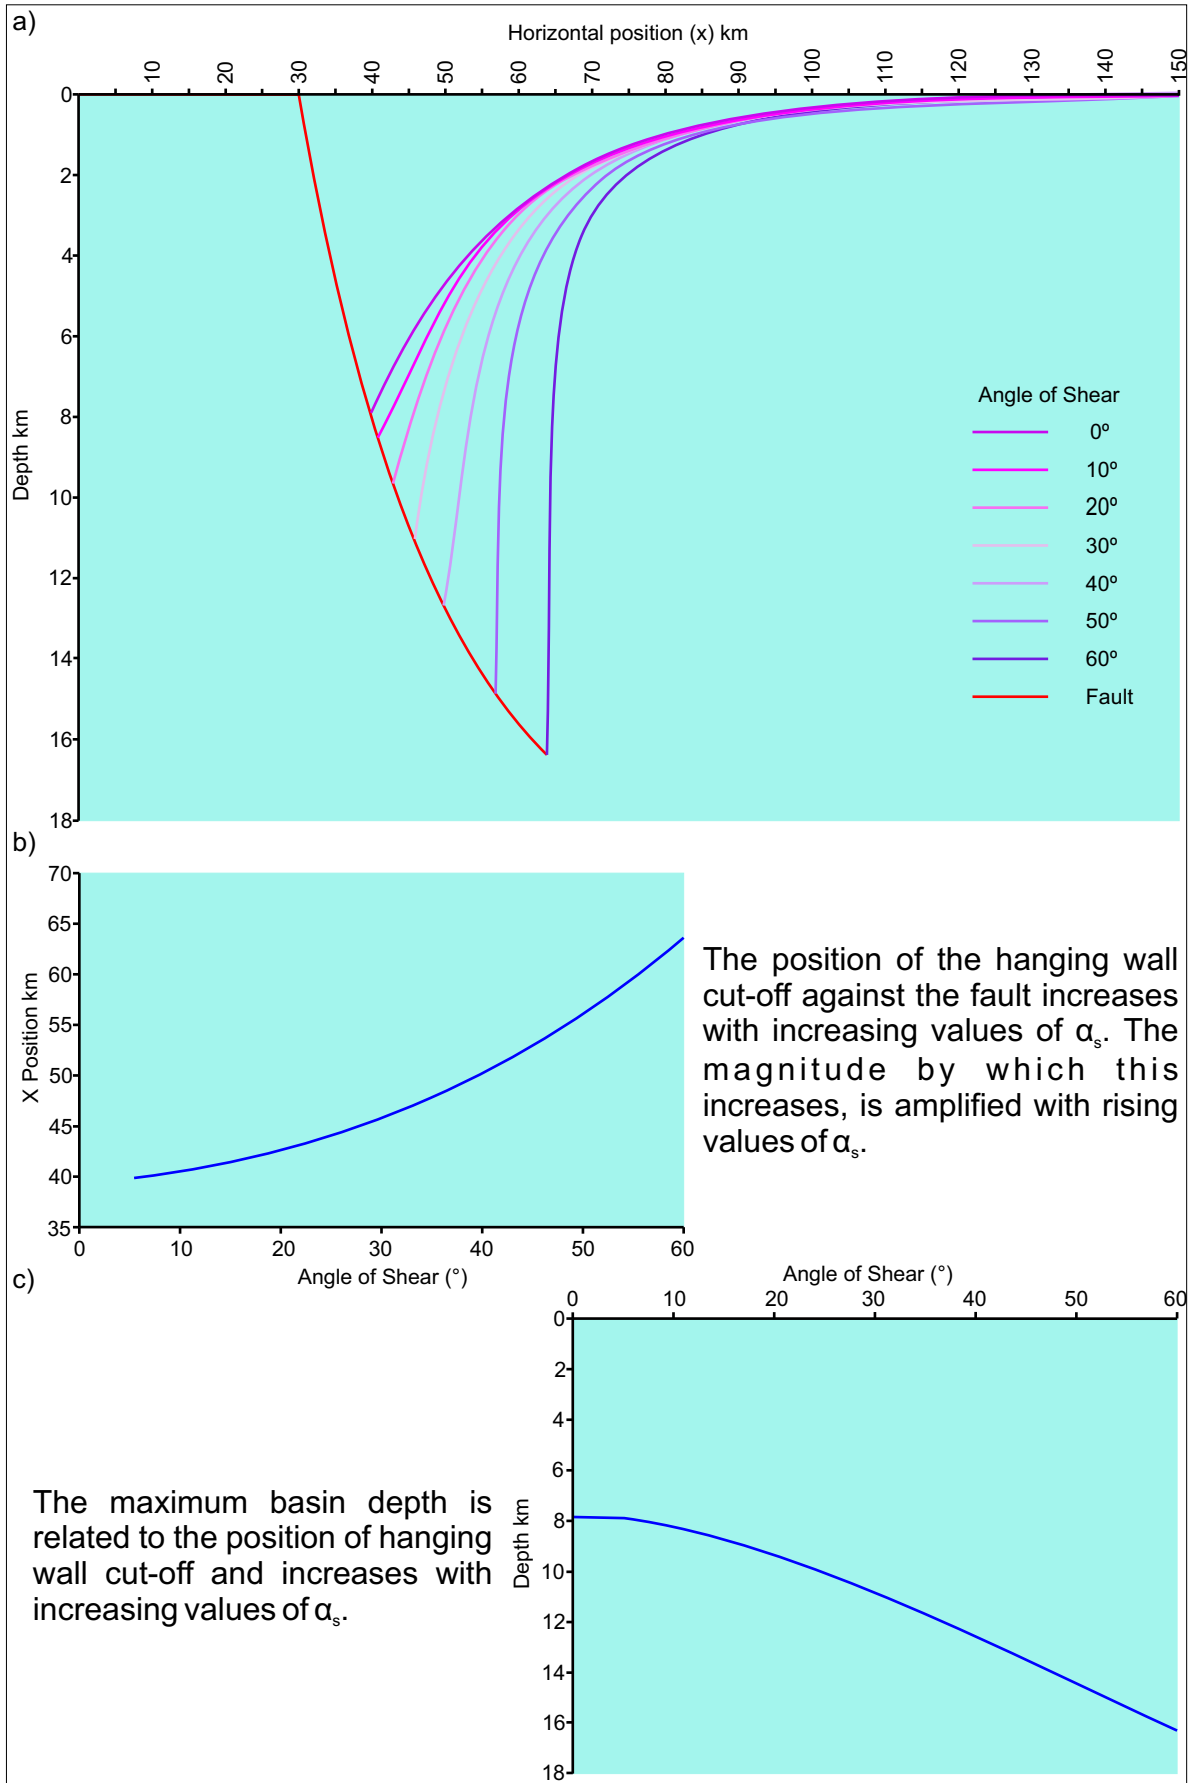 a)
Horizontal position (x) km
10 20 30 40 50 60 70 80 90 100 110 120 130 140 150
0
2
4
6
8
10
12
14
16
18
Depth km
Angle of Shear
0º
10º
20º
30º
40º
50º
60º
Fault
b)
70
65
60
55
50
45
40
35
X Position km
0 10 20 30 40 50 60
Angle of Shear (°)
The position of the hanging wall
cut-off against the fault increases
with increasing values of αₛ. The
magnitude by which this
increases, is amplified with rising
values of αₛ.
c)
Angle of Shear (°)
0 10 20 30 40 50 60
0
2
4
6
8
10
12
14
16
18
Depth km
The maximum basin depth is
related to the position of hanging
wall cut-off and increases with
increasing values of αₛ.